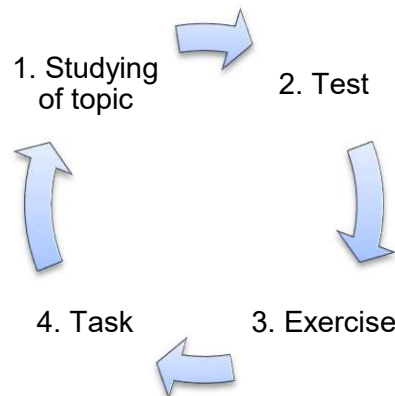 1. Studying
of topic
2. Test
3. Exercise
4. Task